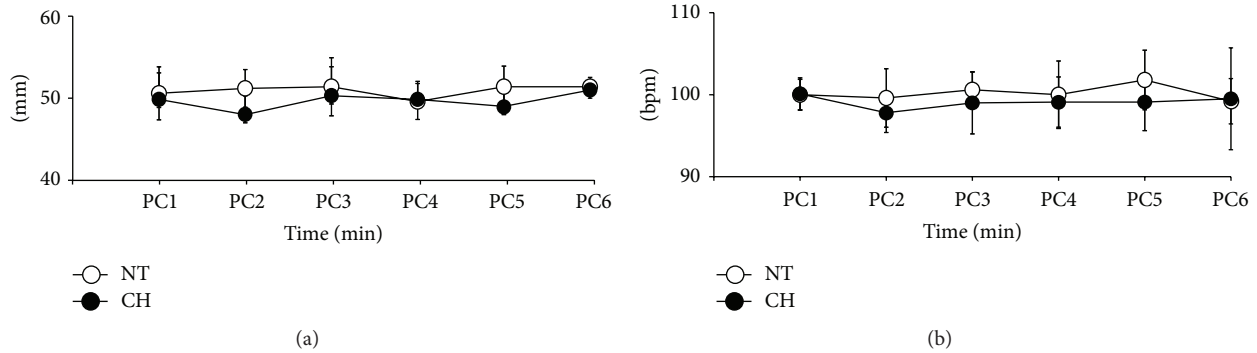 60
50
40
(mm)
PC1 PC2 PC3 PC4 PC5 PC6
Time (min)
NT
CH
(a)
110
100
90
(bpm)
PC1 PC2 PC3 PC4 PC5 PC6
Time (min)
NT
CH
(b)